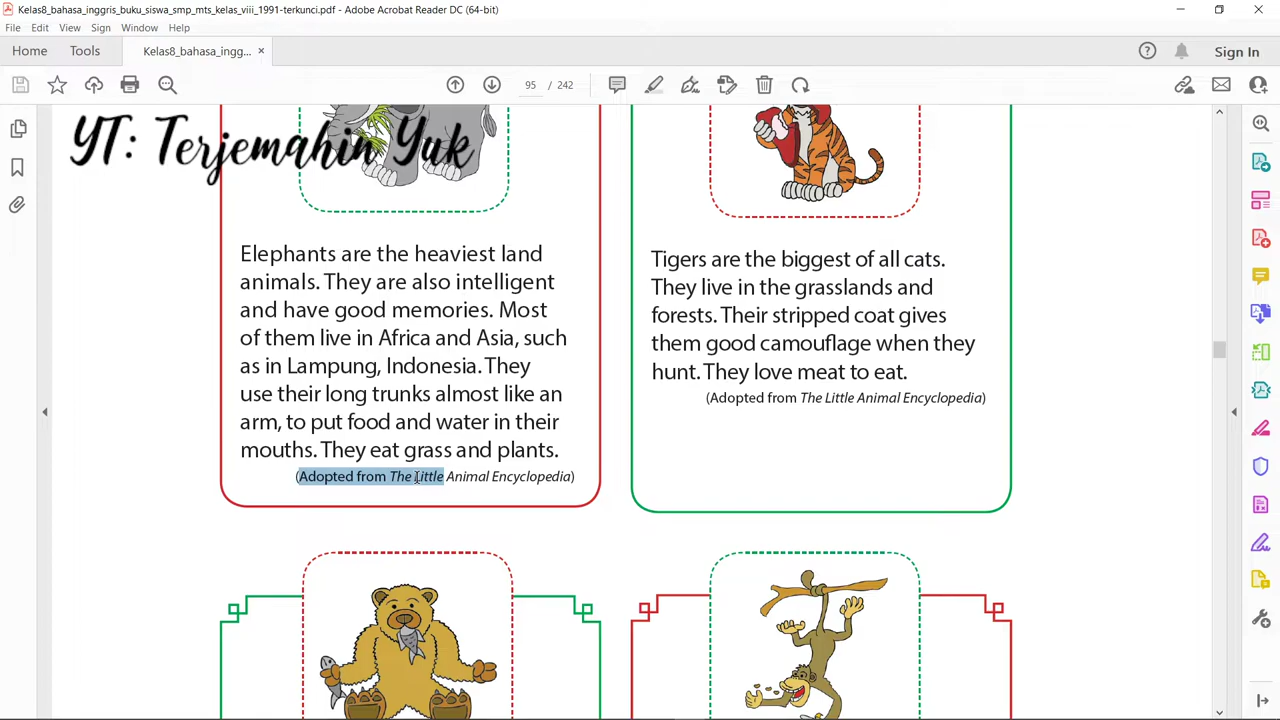 Kelas8_bahasa_inggris_buku_siswa_smp_mts_kelas_viii_1991-terkunci.pdf - Adobe Acrobat Reader DC (64-bit)
File Edit View Sign Window Help
Home Tools Kelas8_bahasa_ingg... × Sign In
95 / 242
YT: Terjemahin Yuk
Elephants are the heaviest land
animals. They are also intelligent
and have good memories. Most
of them live in Africa and Asia, such
as in Lampung, Indonesia. They
use their long trunks almost like an
arm, to put food and water in their
mouths. They eat grass and plants.
(Adopted from The Little Animal Encyclopedia)
Tigers are the biggest of all cats.
They live in the grasslands and
forests. Their stripped coat gives
them good camouflage when they
hunt. They love meat to eat.
(Adopted from The Little Animal Encyclopedia)